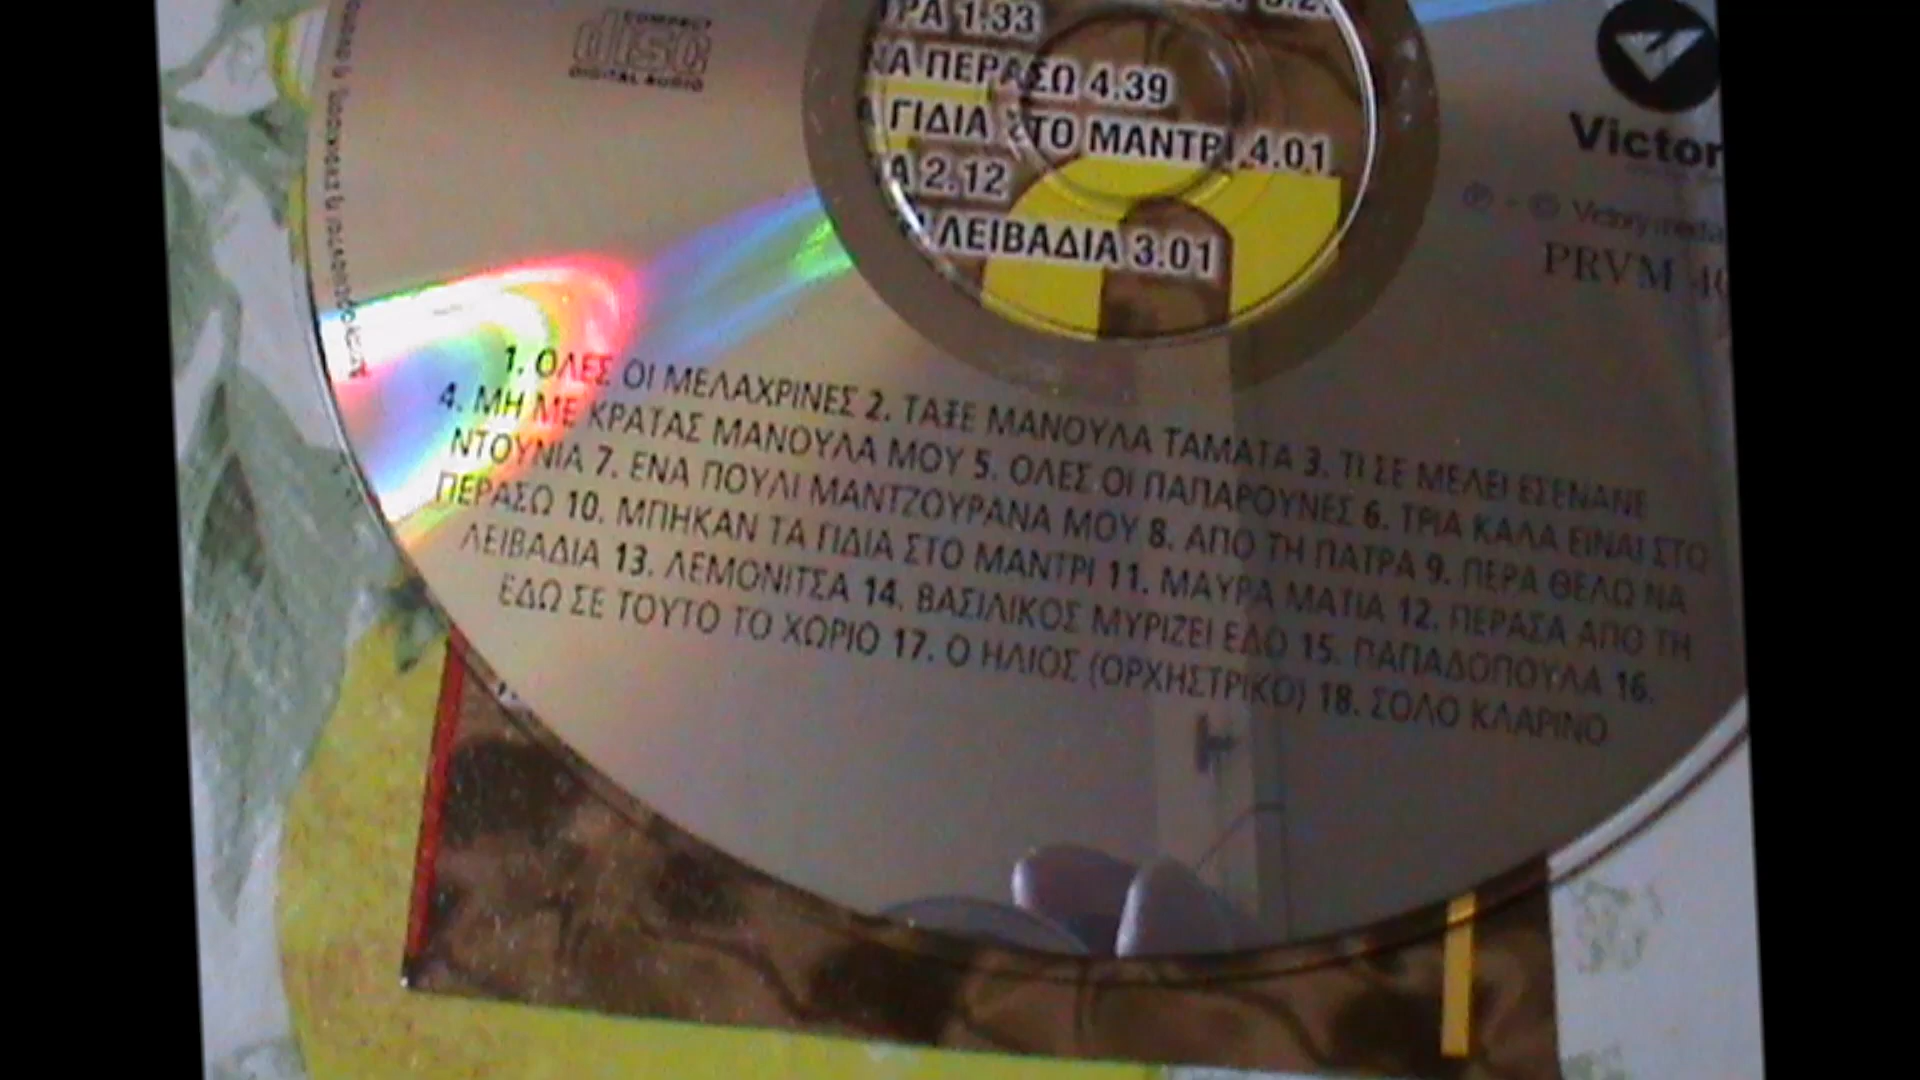 COMPACT
disc
DIGITAL AUDIO
ΤΡΑ 1.33
ΝΑ ΠΕΡΑΣΩ 4.39
Α ΓΙΔΙΑ ΣΤΟ ΜΑΝΤΡΙ 4.01
Α 2.12
ΛΕΙΒΑΔΙΑ 3.01
Victor
℗ - © Victory media
PRVM
1. ΟΛΕΣ ΟΙ ΜΕΛΑΧΡΙΝΕΣ 2. ΤΑΞΕ ΜΑΝΟΥΛΑ ΤΑΜΑΤΑ 3. ΤΙ ΣΕ ΜΕΛΕΙ ΕΣΕΝΑΝΕ
4. ΜΗ ΜΕ ΚΡΑΤΑΣ ΜΑΝΟΥΛΑ ΜΟΥ 5. ΟΛΕΣ ΟΙ ΠΑΠΑΡΟΥΝΕΣ 6. ΤΡΙΑ ΚΑΛΑ ΕΙΝΑΙ ΣΤΟ
ΝΤΟΥΝΙΑ 7. ΕΝΑ ΠΟΥΛΙ ΜΑΝΤΖΟΥΡΑΝΑ ΜΟΥ 8. ΑΠΟ ΤΗ ΠΑΤΡΑ 9. ΠΕΡΑ ΘΕΛΩ ΝΑ
ΠΕΡΑΣΩ 10. ΜΠΗΚΑΝ ΤΑ ΓΙΔΙΑ ΣΤΟ ΜΑΝΤΡΙ 11. ΜΑΥΡΑ ΜΑΤΙΑ 12. ΠΕΡΑΣΑ ΑΠΟ ΤΗ
ΛΕΙΒΑΔΙΑ 13. ΛΕΜΟΝΙΤΣΑ 14. ΒΑΣΙΛΙΚΟΣ ΜΥΡΙΖΕΙ ΕΔΩ 15. ΠΑΠΑΔΟΠΟΥΛΑ 16.
ΕΔΩ ΣΕ ΤΟΥΤΟ ΤΟ ΧΩΡΙΟ 17. Ο ΗΛΙΟΣ (ΟΡΧΗΣΤΡΙΚΟ) 18. ΣΟΛΟ ΚΛΑΡΙΝΟ